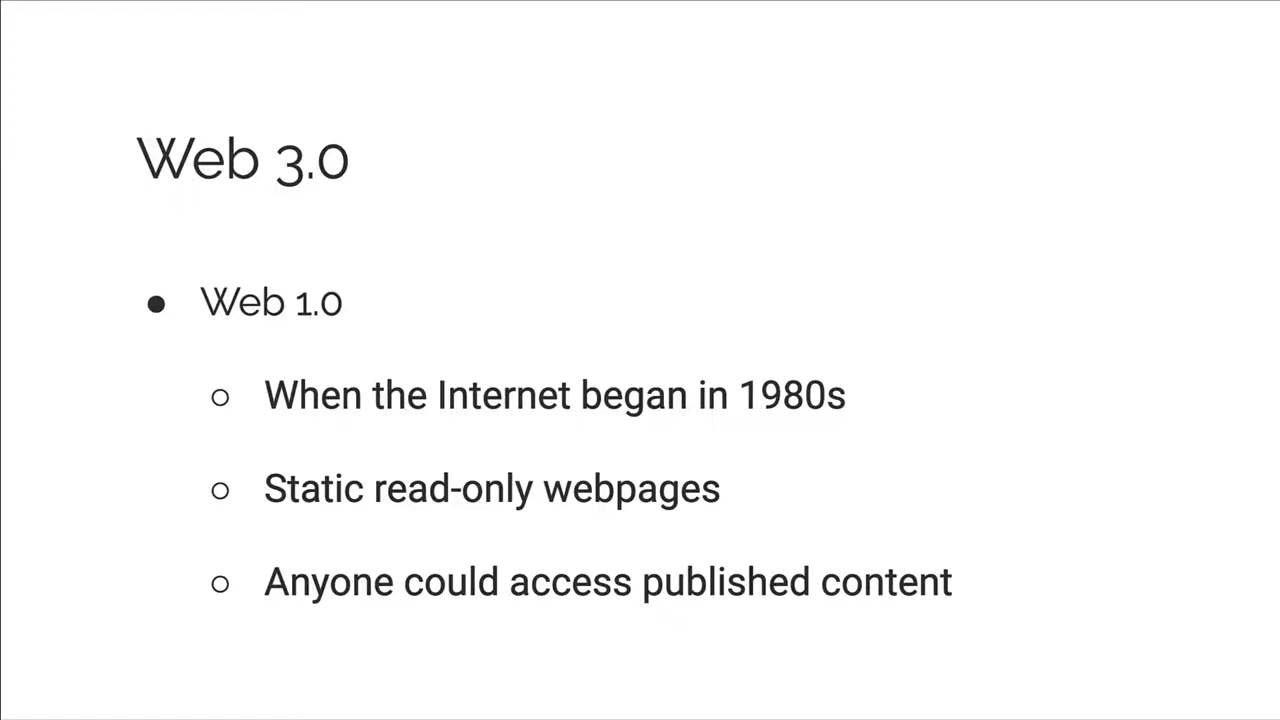 Web 3.0
● Web 1.0
○ When the Internet began in 1980s
○ Static read-only webpages
○ Anyone could access published content